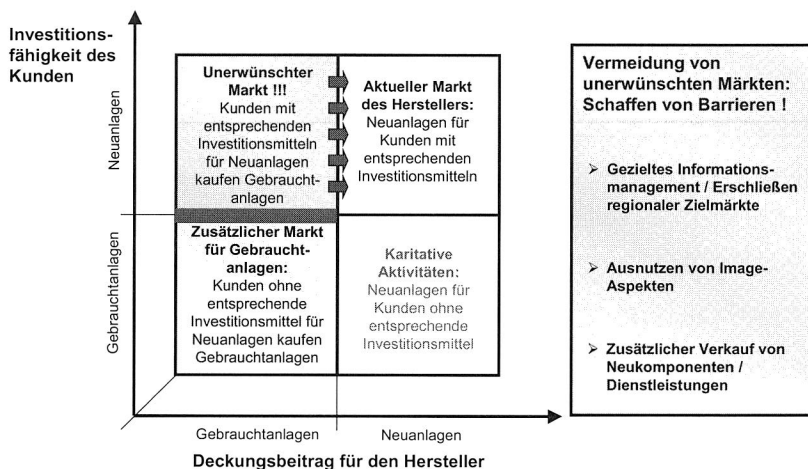 Investitions-
fähigkeit des
Kunden
Neuanlagen
Gebrauchtanlagen
Unerwünschter
Markt !!!
Kunden mit
entsprechenden
Investitionsmitteln
für Neuanlagen
kaufen Gebraucht-
anlagen
Aktueller Markt
des Herstellers:
Neuanlagen für
Kunden mit
entsprechenden
Investitionsmitteln
Zusätzlicher Markt
für Gebraucht-
anlagen:
Kunden ohne
entsprechende
Investitionsmittel für
Neuanlagen kaufen
Gebrauchtanlagen
Karitative
Aktivitäten:
Neuanlagen für
Kunden ohne
entsprechende
Investitionsmittel
Gebrauchtanlagen
Neuanlagen
Deckungsbeitrag für den Hersteller
Vermeidung von
unerwünschten Märkten:
Schaffen von Barrieren !
➢ Gezieltes Informations-
management / Erschließen
regionaler Zielmärkte
➢ Ausnutzen von Image-
Aspekten
➢ Zusätzlicher Verkauf von
Neukomponenten /
Dienstleistungen